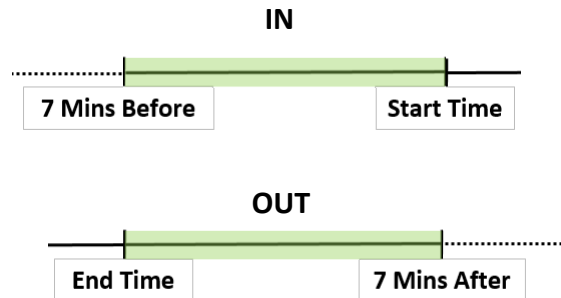 IN
7 Mins Before
Start Time
OUT
End Time
7 Mins After